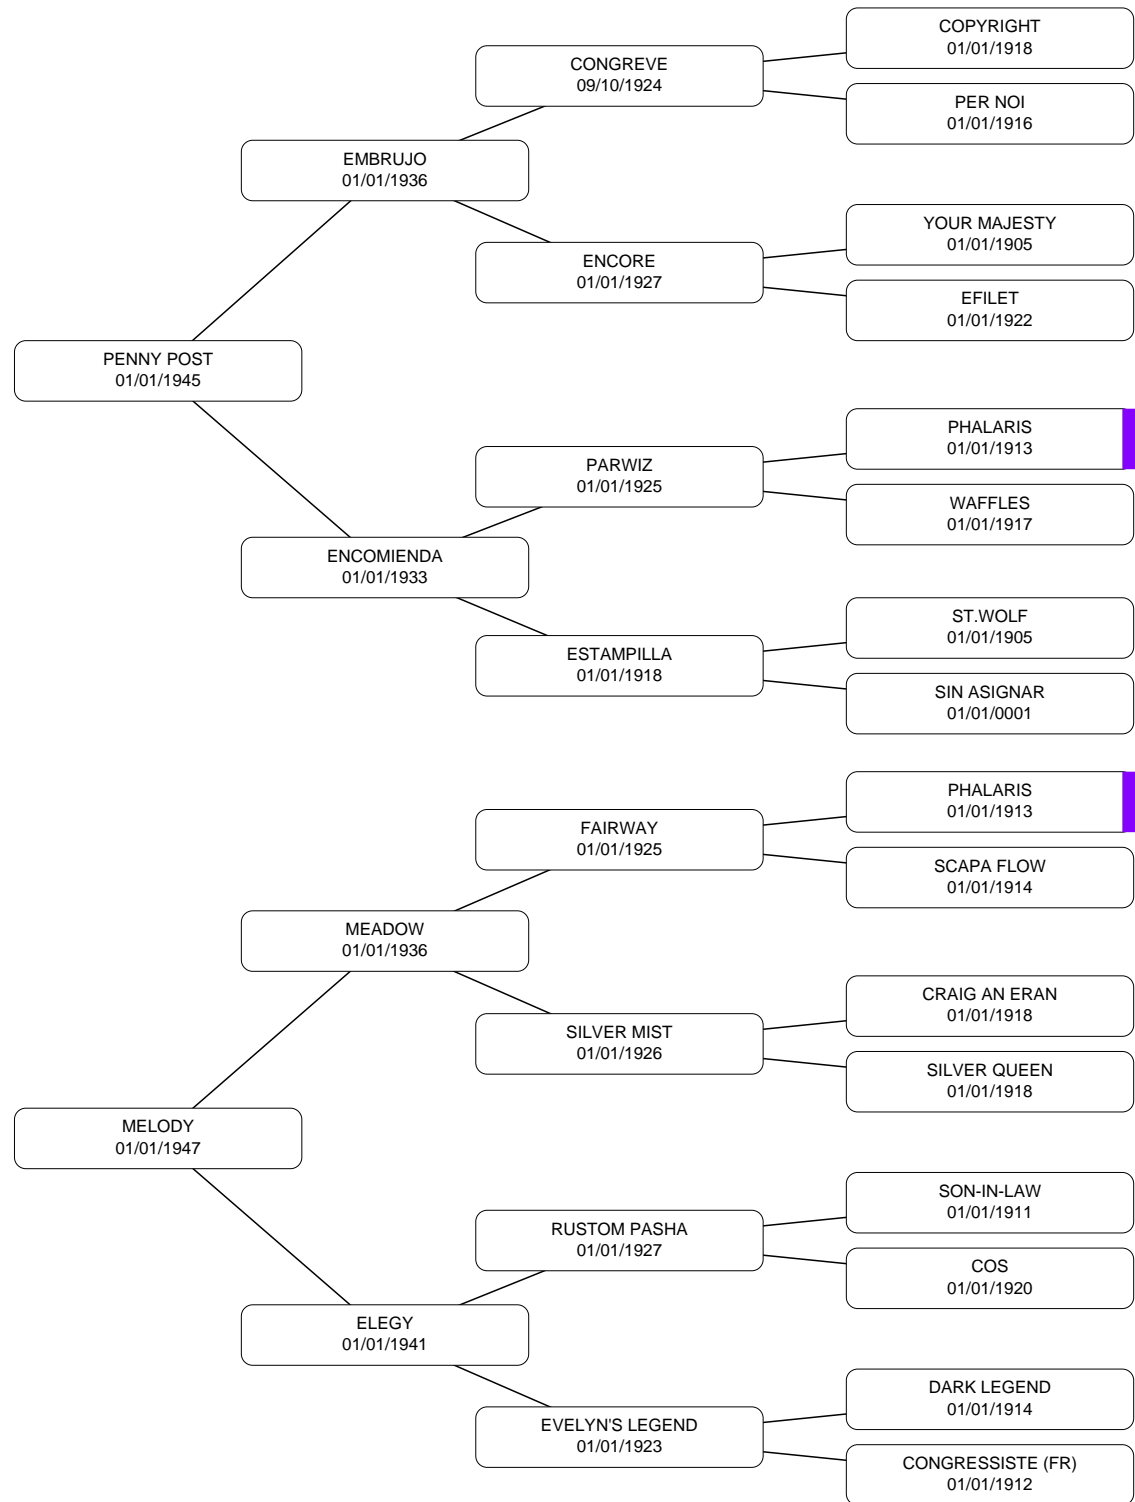 COPYRIGHT
01/01/1918
CONGREVE
09/10/1924
PER NOI
01/01/1916
EMBRUJO
01/01/1936
YOUR MAJESTY
01/01/1905
ENCORE
01/01/1927
EFILET
01/01/1922
PENNY POST
01/01/1945
PHALARIS
01/01/1913
PARWIZ
01/01/1925
WAFFLES
01/01/1917
ENCOMIENDA
01/01/1933
ST.WOLF
01/01/1905
ESTAMPILLA
01/01/1918
SIN ASIGNAR
01/01/0001
PHALARIS
01/01/1913
FAIRWAY
01/01/1925
SCAPA FLOW
01/01/1914
MEADOW
01/01/1936
CRAIG AN ERAN
01/01/1918
SILVER MIST
01/01/1926
SILVER QUEEN
01/01/1918
MELODY
01/01/1947
SON-IN-LAW
01/01/1911
RUSTOM PASHA
01/01/1927
COS
01/01/1920
ELEGY
01/01/1941
DARK LEGEND
01/01/1914
EVELYN'S LEGEND
01/01/1923
CONGRESSISTE (FR)
01/01/1912